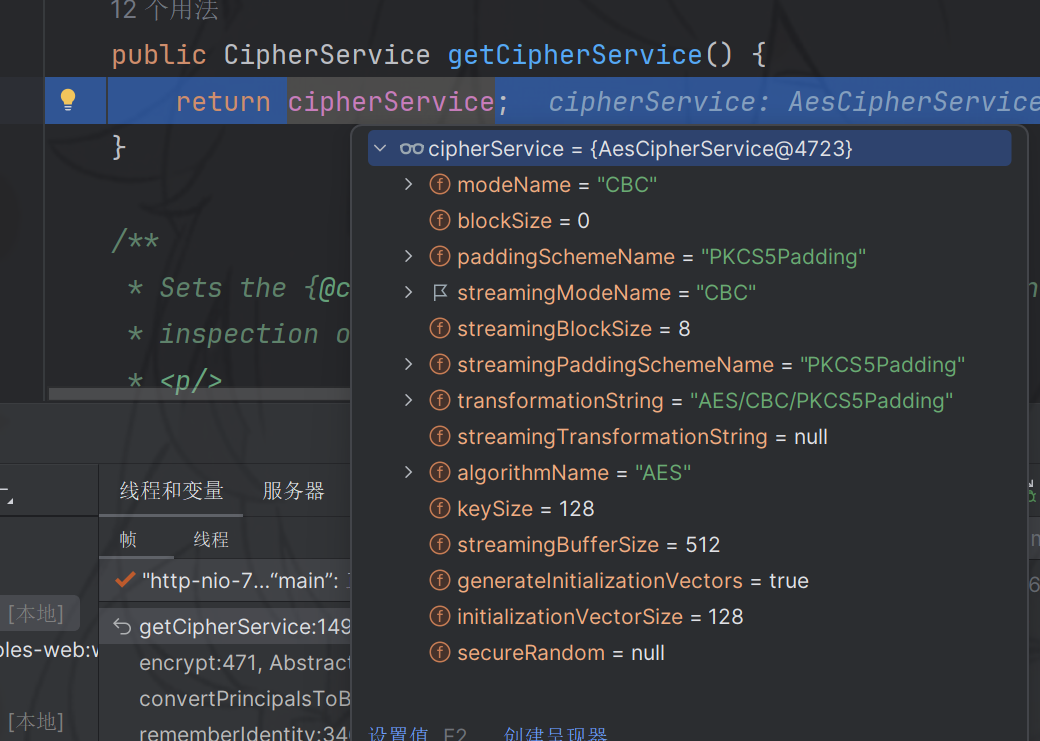 12 个用法
public CipherService getCipherService() {
return cipherService;  cipherService: AesCipherService
}
/**
* Sets the {@c
* inspection o
* <p/>
cipherService = {AesCipherService@4723}
modeName = "CBC"
blockSize = 0
paddingSchemeName = "PKCS5Padding"
streamingModeName = "CBC"
streamingBlockSize = 8
streamingPaddingSchemeName = "PKCS5Padding"
transformationString = "AES/CBC/PKCS5Padding"
streamingTransformationString = null
algorithmName = "AES"
keySize = 128
streamingBufferSize = 512
generateInitializationVectors = true
initializationVectorSize = 128
secureRandom = null
设置值 F2 创建呈现器
线程和变量 服务器
帧 线程
"http-nio-7...“main”:
getCipherService:149
encrypt:471, Abstract
convertPrincipalsToB
rememberIdentity:34
[本地]
ples-web:w
[本地]